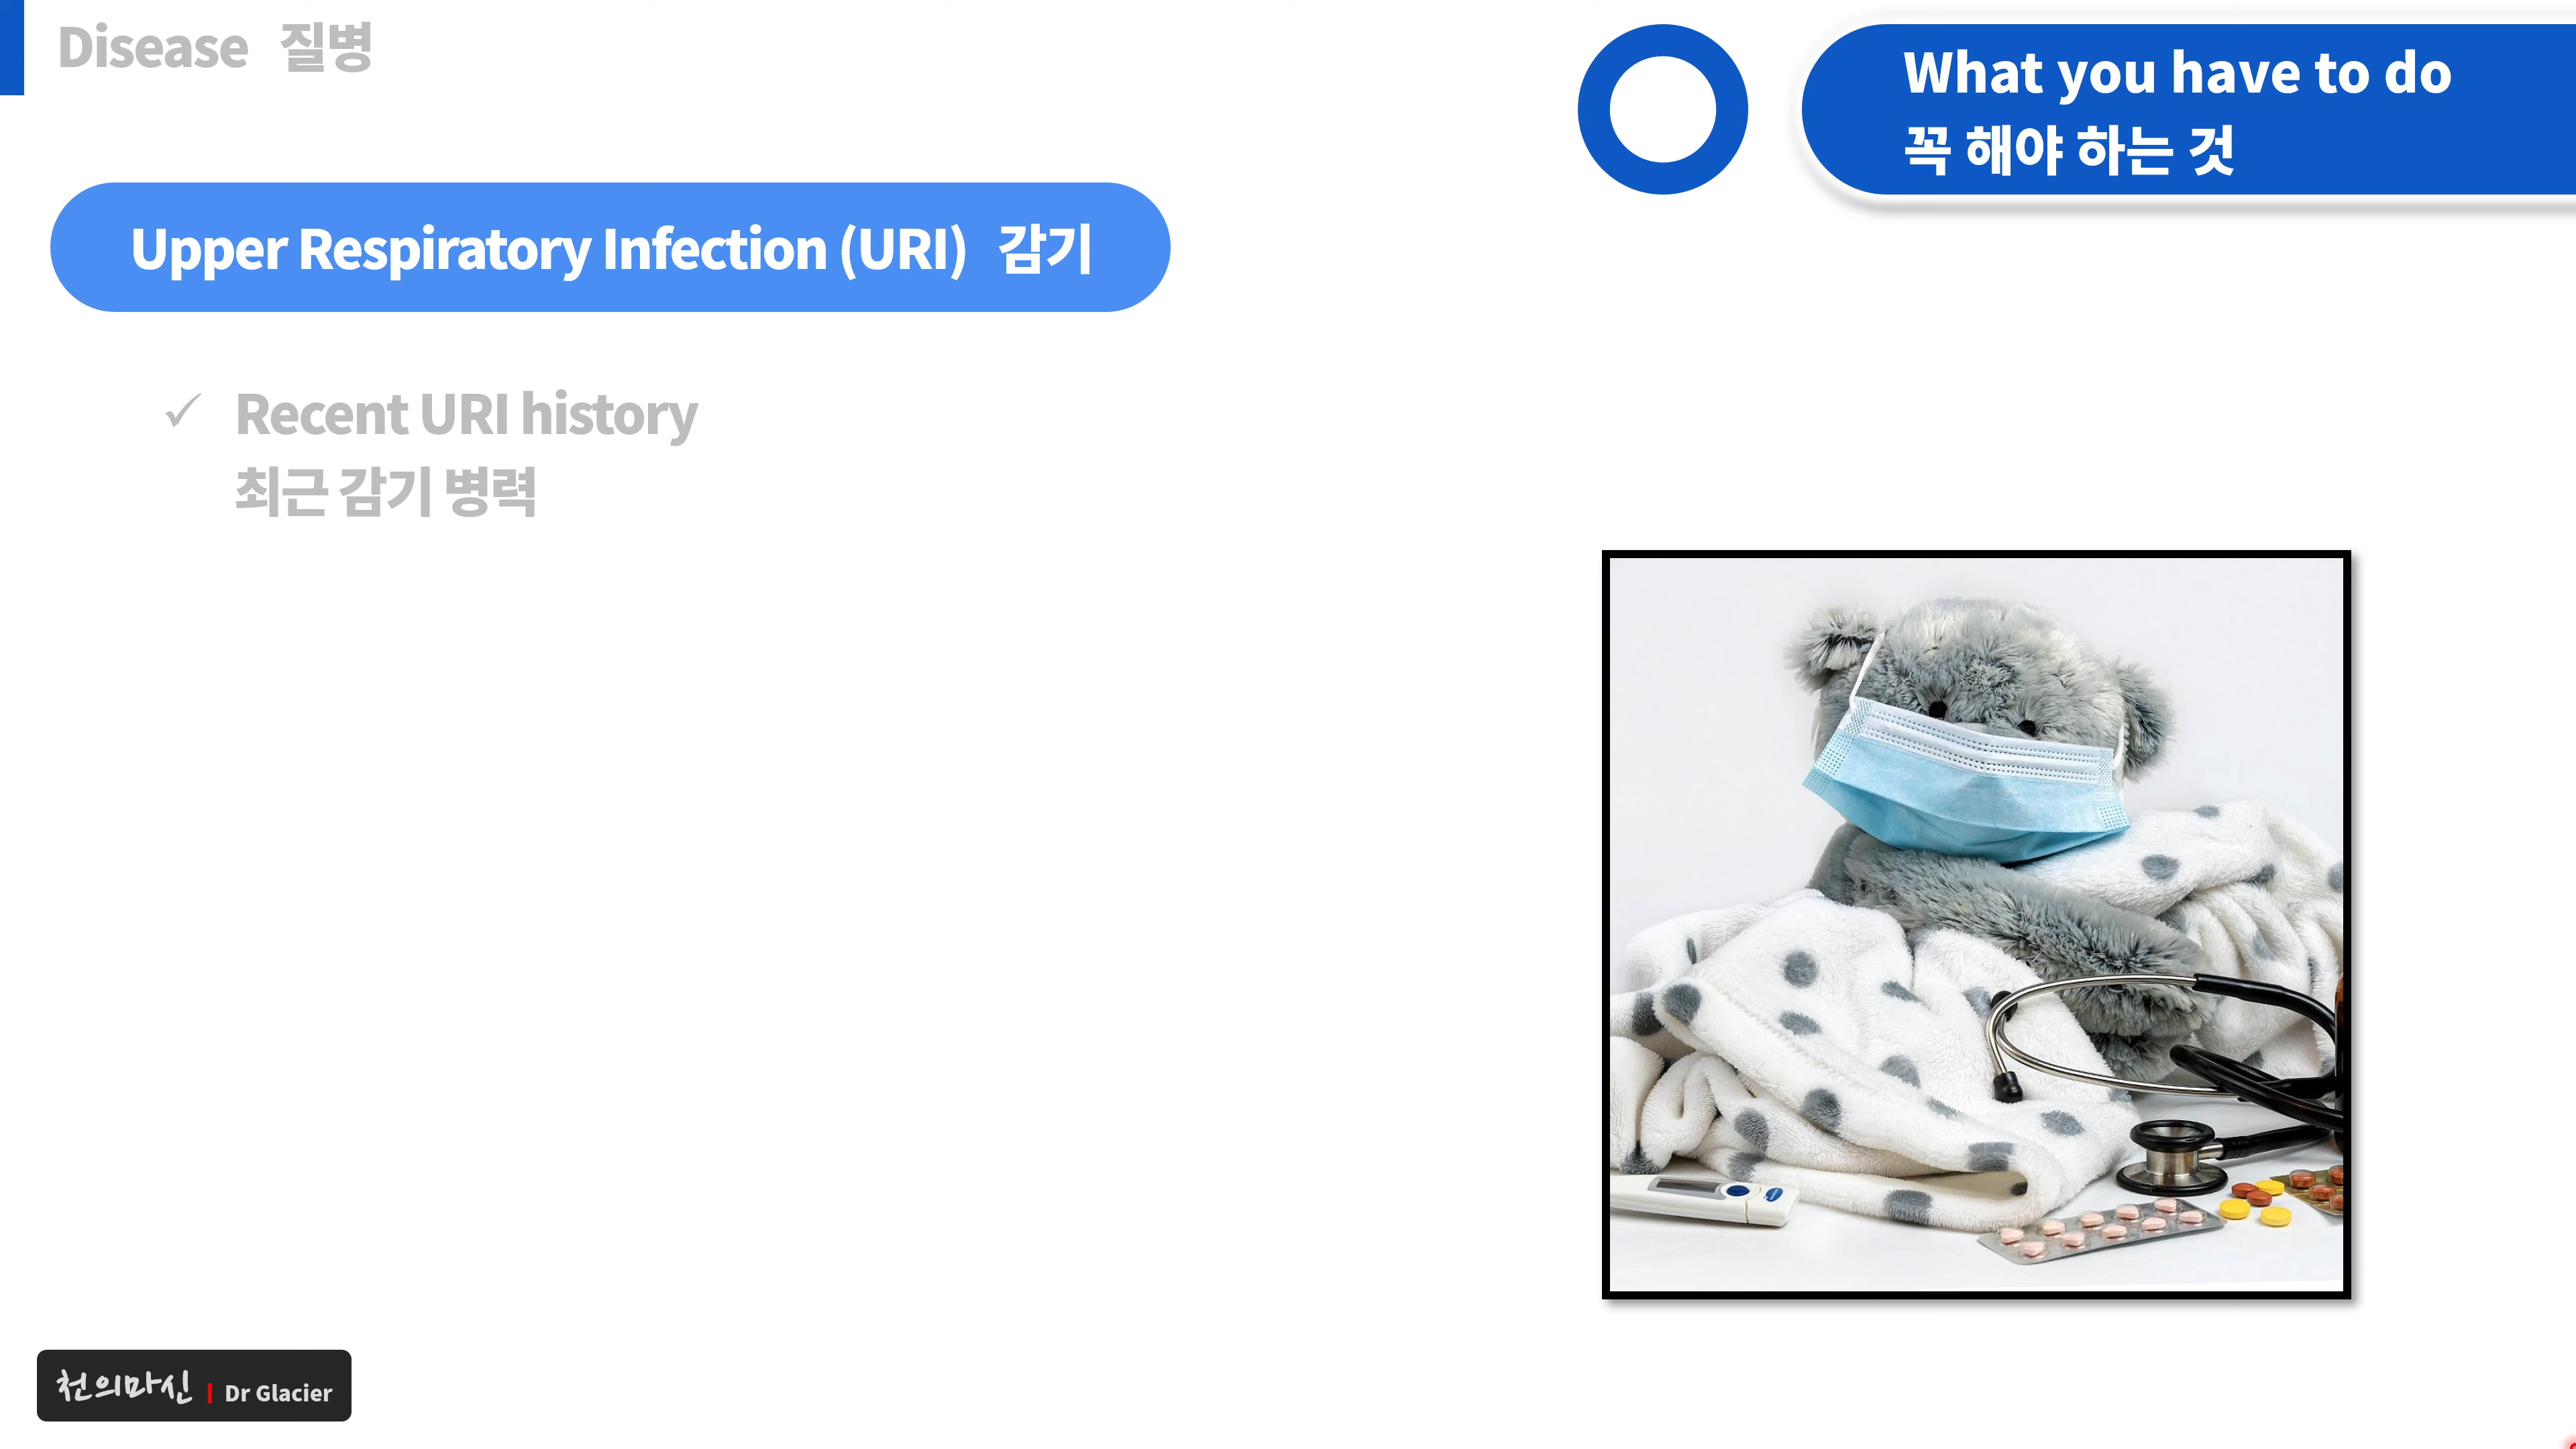 Disease 질병
What you have to do
꼭 해야 하는 것
Upper Respiratory Infection (URI) 감기
✓ Recent URI history
최근 감기 병력
천의마신 | Dr Glacier